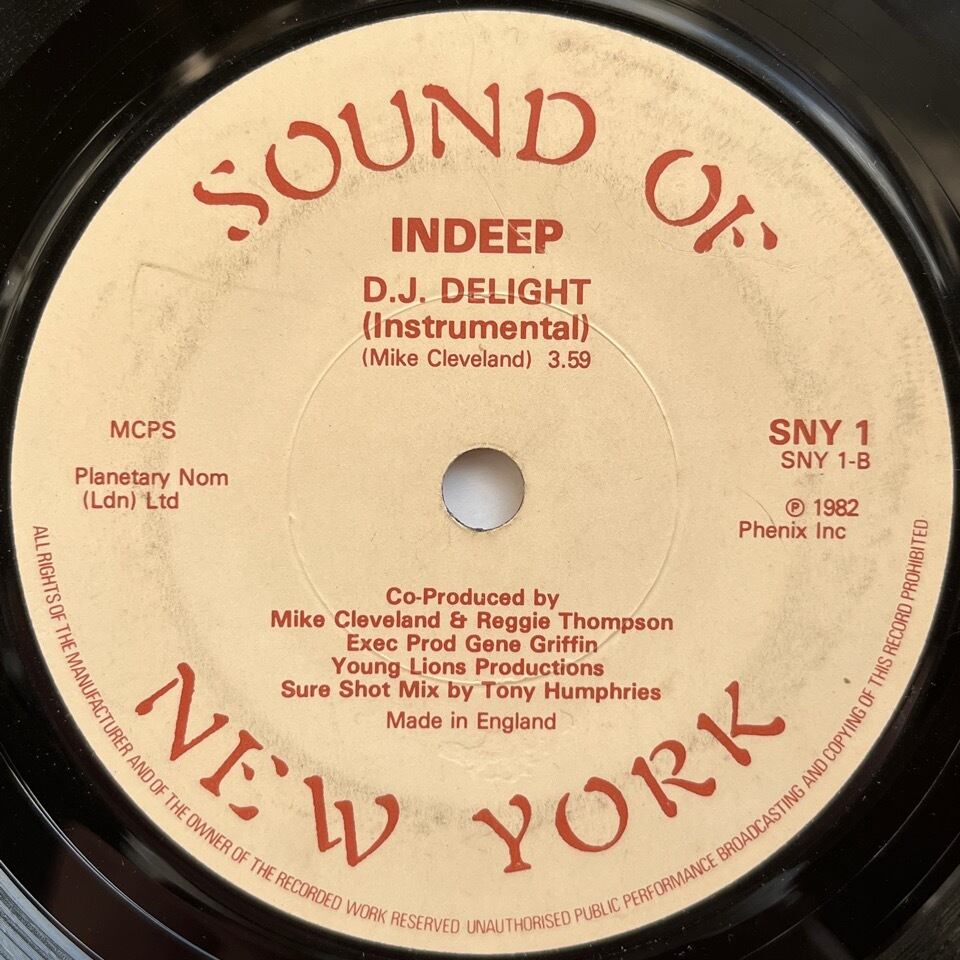 SOUND OF
INDEEP
D.J. DELIGHT
(Instrumental)
(Mike Cleveland) 3.59
MCPS
Planetary Nom
(Ldn) Ltd
SNY 1
SNY 1-B
℗ 1982
Phenix Inc
Co-Produced by
Mike Cleveland & Reggie Thompson
Exec Prod Gene Griffin
Young Lions Productions
Sure Shot Mix by Tony Humphries
Made in England
NEW YORK
ALL RIGHTS OF THE MANUFACTURER AND OF THE OWNER OF THE RECORDED WORK RESERVED UNAUTHORISED PUBLIC PERFORMANCE BROADCASTING AND COPYING OF THIS RECORD PROHIBITED